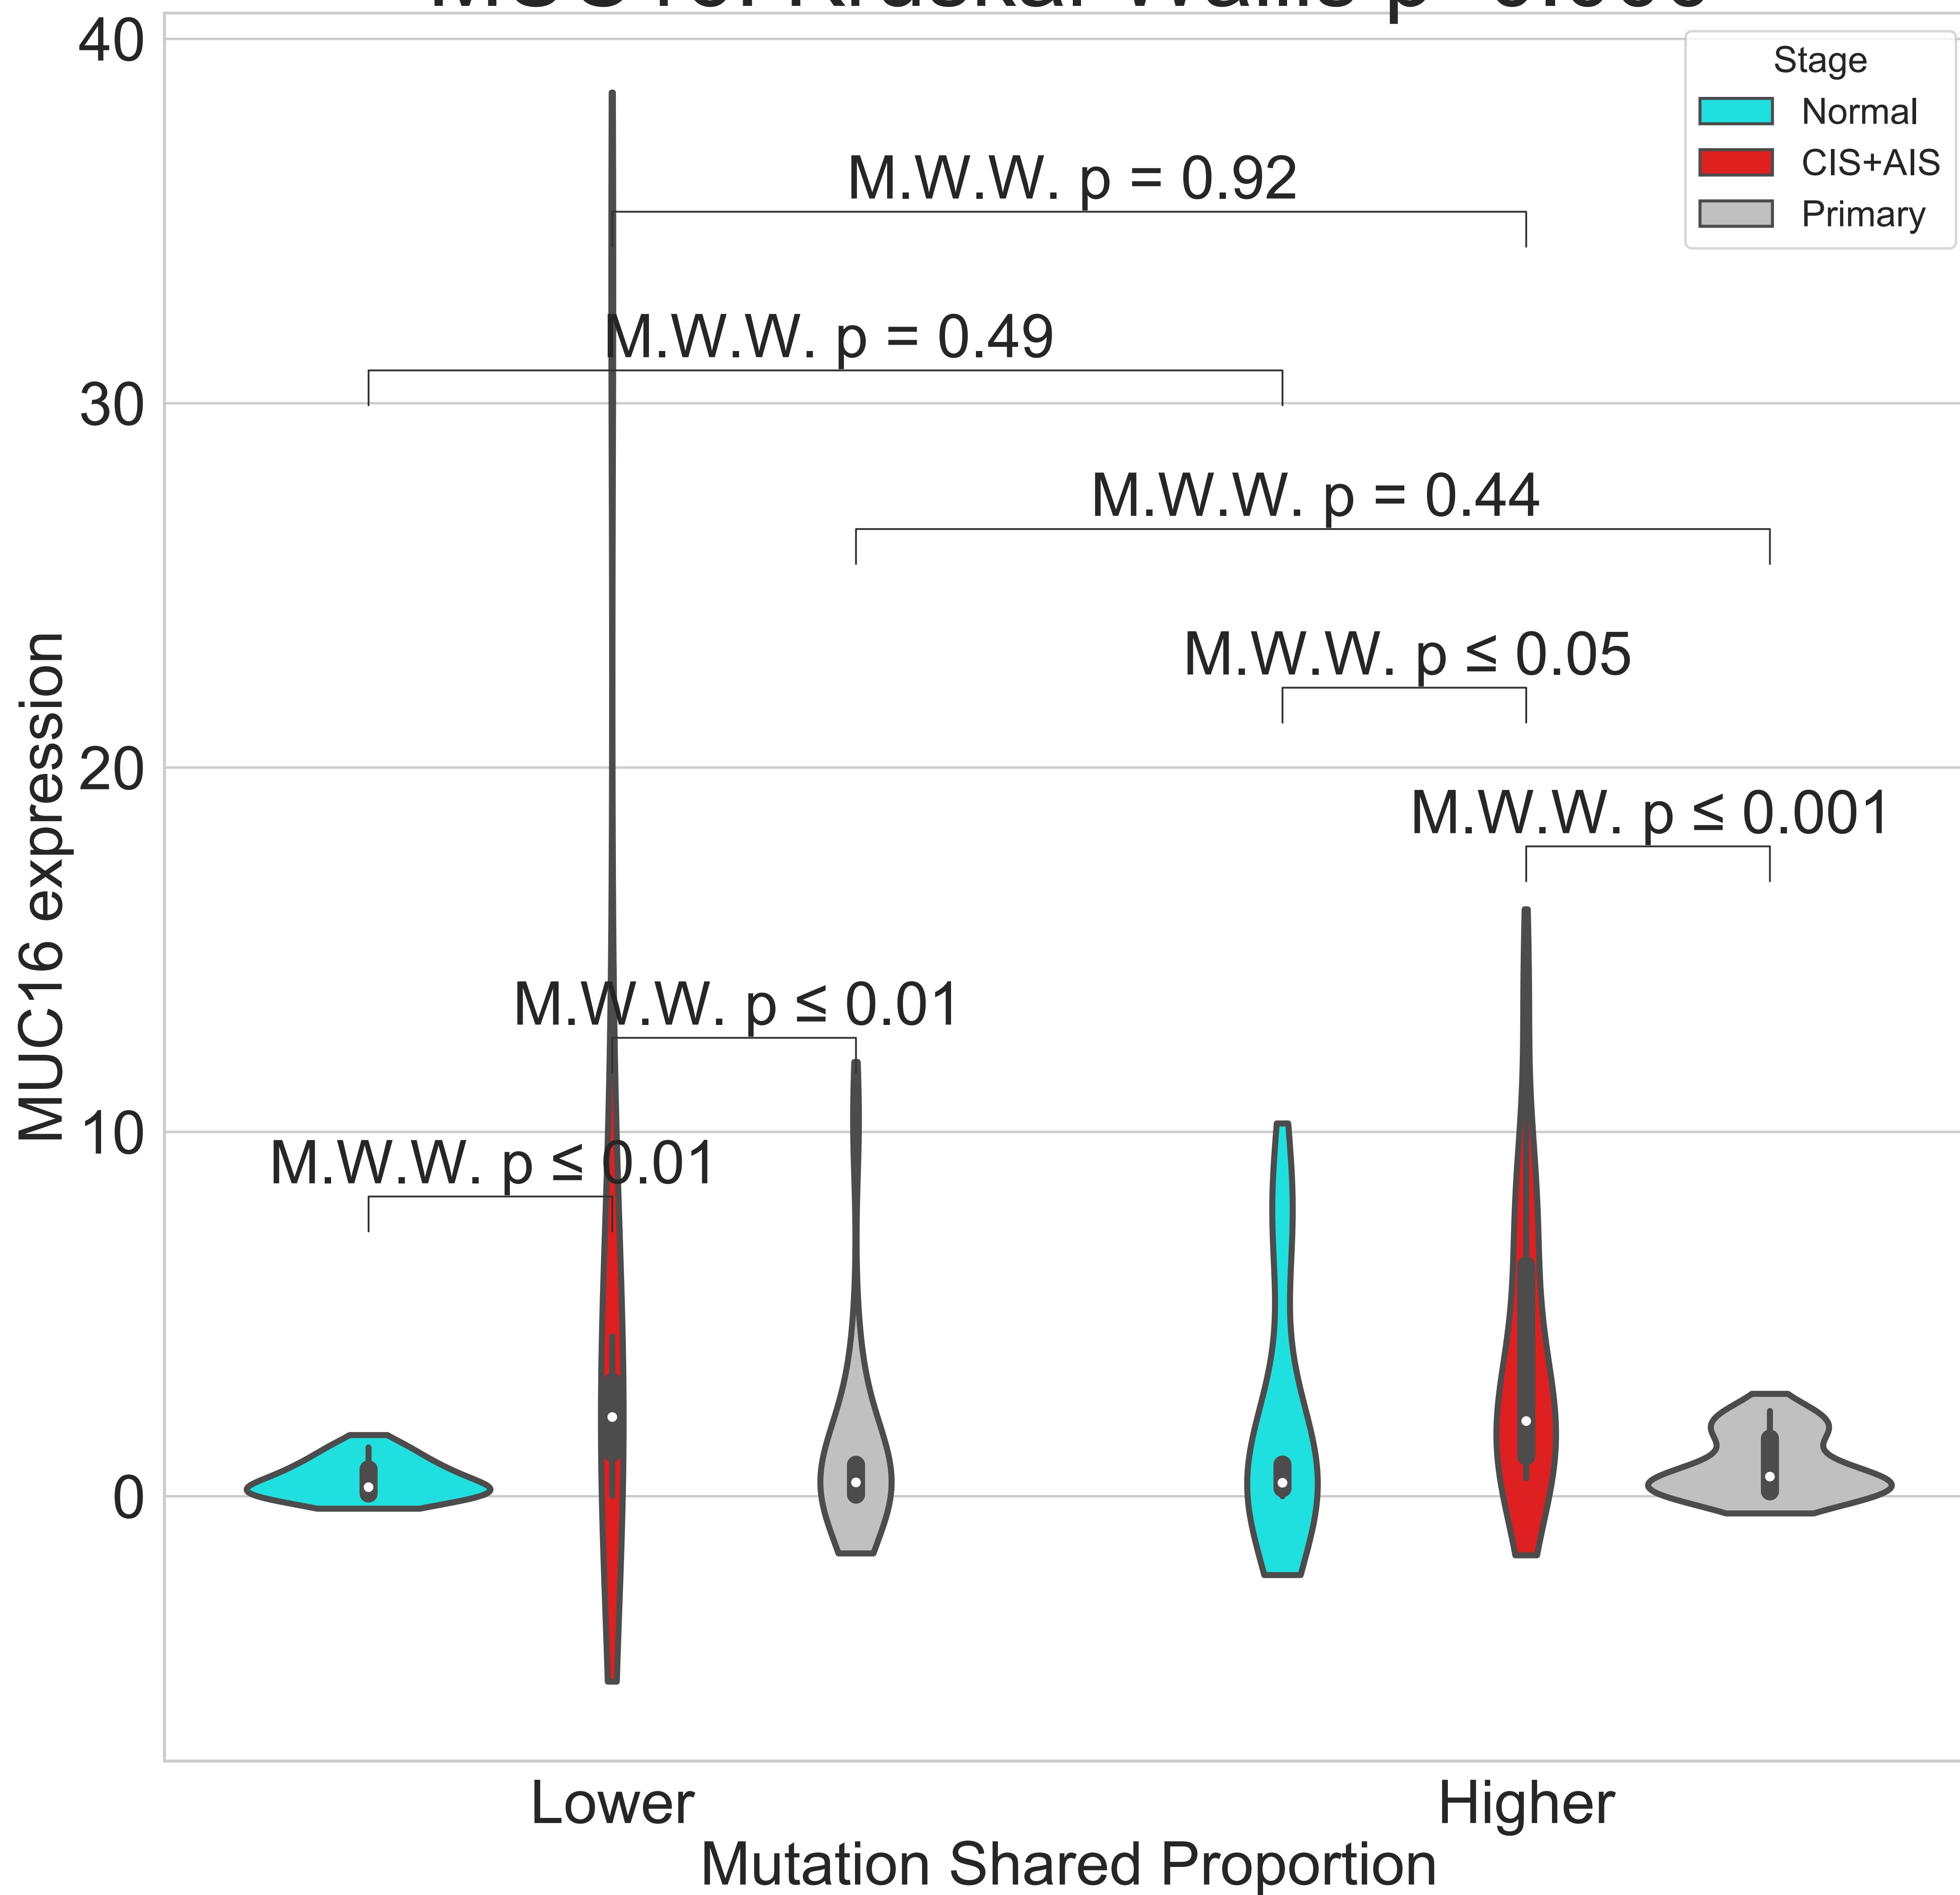 40
30
20
10
0
MUC16 expression
Stage
Normal
CIS+AIS
Primary
M.W.W. p = 0.92
M.W.W. p = 0.49
M.W.W. p = 0.44
M.W.W. p ≤ 0.05
M.W.W. p ≤ 0.001
M.W.W. p ≤ 0.01
M.W.W. p ≤ 0.01
Lower
Higher
Mutation Shared Proportion